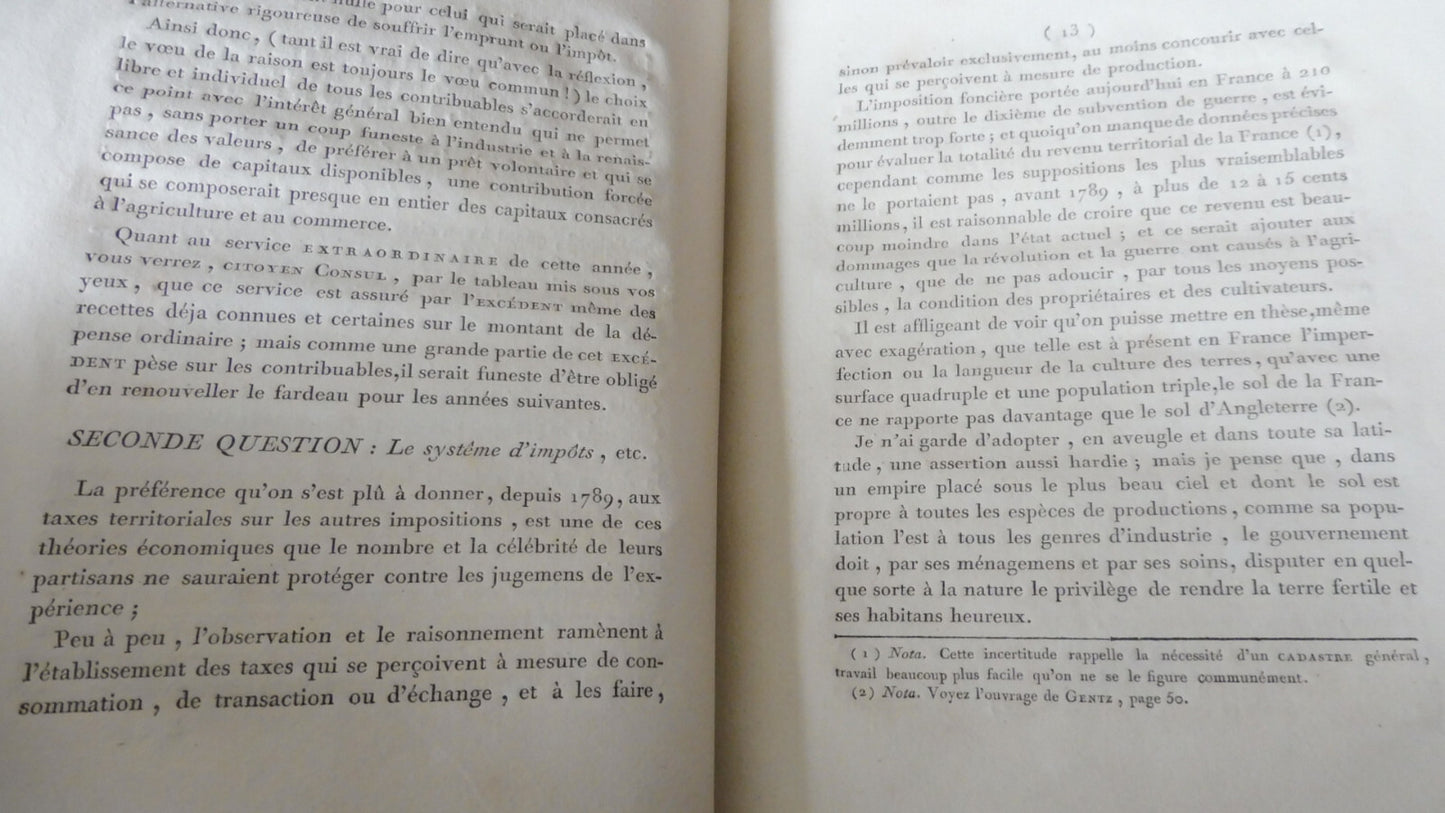 nulle pour celui qui serait placé dans
l'alternative rigoureuse de souffrir l'emprunt ou l'impôt.
Ainsi donc, (tant il est vrai de dire qu'avec la réflexion,
le vœu de la raison est toujours le vœu commun !) le choix
libre et individuel de tous les contribuables s'accorderait en
ce point avec l'intérêt général bien entendu qui ne permet
pas, sans porter un coup funeste à l'industrie et à la renais-
sance des valeurs, de préférer à un prêt volontaire et qui se
compose de capitaux disponibles, une contribution forcée
qui se composerait presque en entier des capitaux consacrés
à l'agriculture et au commerce.
Quant au service EXTRAORDINAIRE de cette année,
vous verrez, CITOYEN CONSUL, par le tableau mis sous vos
yeux, que ce service est assuré par l'EXCÉDENT même des
recettes déja connues et certaines sur le montant de la dé-
pense ordinaire ; mais comme une grande partie de cet EXCÉ-
DENT pèse sur les contribuables, il serait funeste d'être obligé
d'en renouveller le fardeau pour les années suivantes.
SECONDE QUESTION : Le systême d'impôts, etc.
La préférence qu'on s'est plû à donner, depuis 1789, aux
taxes territoriales sur les autres impositions, est une de ces
théories économiques que le nombre et la célébrité de leurs
partisans ne sauraient protéger contre les jugemens de l'ex-
périence ;
Peu à peu, l'observation et le raisonnement ramènent à
l'établissement des taxes qui se perçoivent à mesure de con-
sommation, de transaction ou d'échange, et à les faire,
( 13 )
sinon prévaloir exclusivement, au moins concourir avec cel-
les qui se perçoivent à mesure de production.
L'imposition foncière portée aujourd'hui en France à 210
millions, outre le dixième de subvention de guerre, est évi-
demment trop forte ; et quoiqu'on manque de données précises
pour évaluer la totalité du revenu territorial de la France (1),
cependant comme les suppositions les plus vraisemblables
ne le portaient pas, avant 1789, à plus de 12 à 15 cents
millions, il est raisonnable de croire que ce revenu est beau-
coup moindre dans l'état actuel ; et ce serait ajouter aux
dommages que la révolution et la guerre ont causés à l'agri-
culture, que de ne pas adoucir, par tous les moyens pos-
sibles, la condition des propriétaires et des cultivateurs.
Il est affligeant de voir qu'on puisse mettre en thèse, même
avec exagération, que telle est à présent en France l'imper-
fection ou la langueur de la culture des terres, qu'avec une
surface quadruple et une population triple, le sol de la Fran-
ce ne rapporte pas davantage que le sol d'Angleterre (2).
Je n'ai garde d'adopter, en aveugle et dans toute sa lati-
tude, une assertion aussi hardie ; mais je pense que, dans
un empire placé sous le plus beau ciel et dont le sol est
propre à toutes les espèces de productions, comme sa popu-
lation l'est à tous les genres d'industrie, le gouvernement
doit, par ses ménagemens et par ses soins, disputer en quel-
que sorte à la nature le privilège de rendre la terre fertile et
ses habitans heureux.
(1) Nota. Cette incertitude rappelle la nécessité d'un CADASTRE général,
travail beaucoup plus facile qu'on ne se le figure communément.
(2) Nota. Voyez l'ouvrage de GENTZ, page 50.